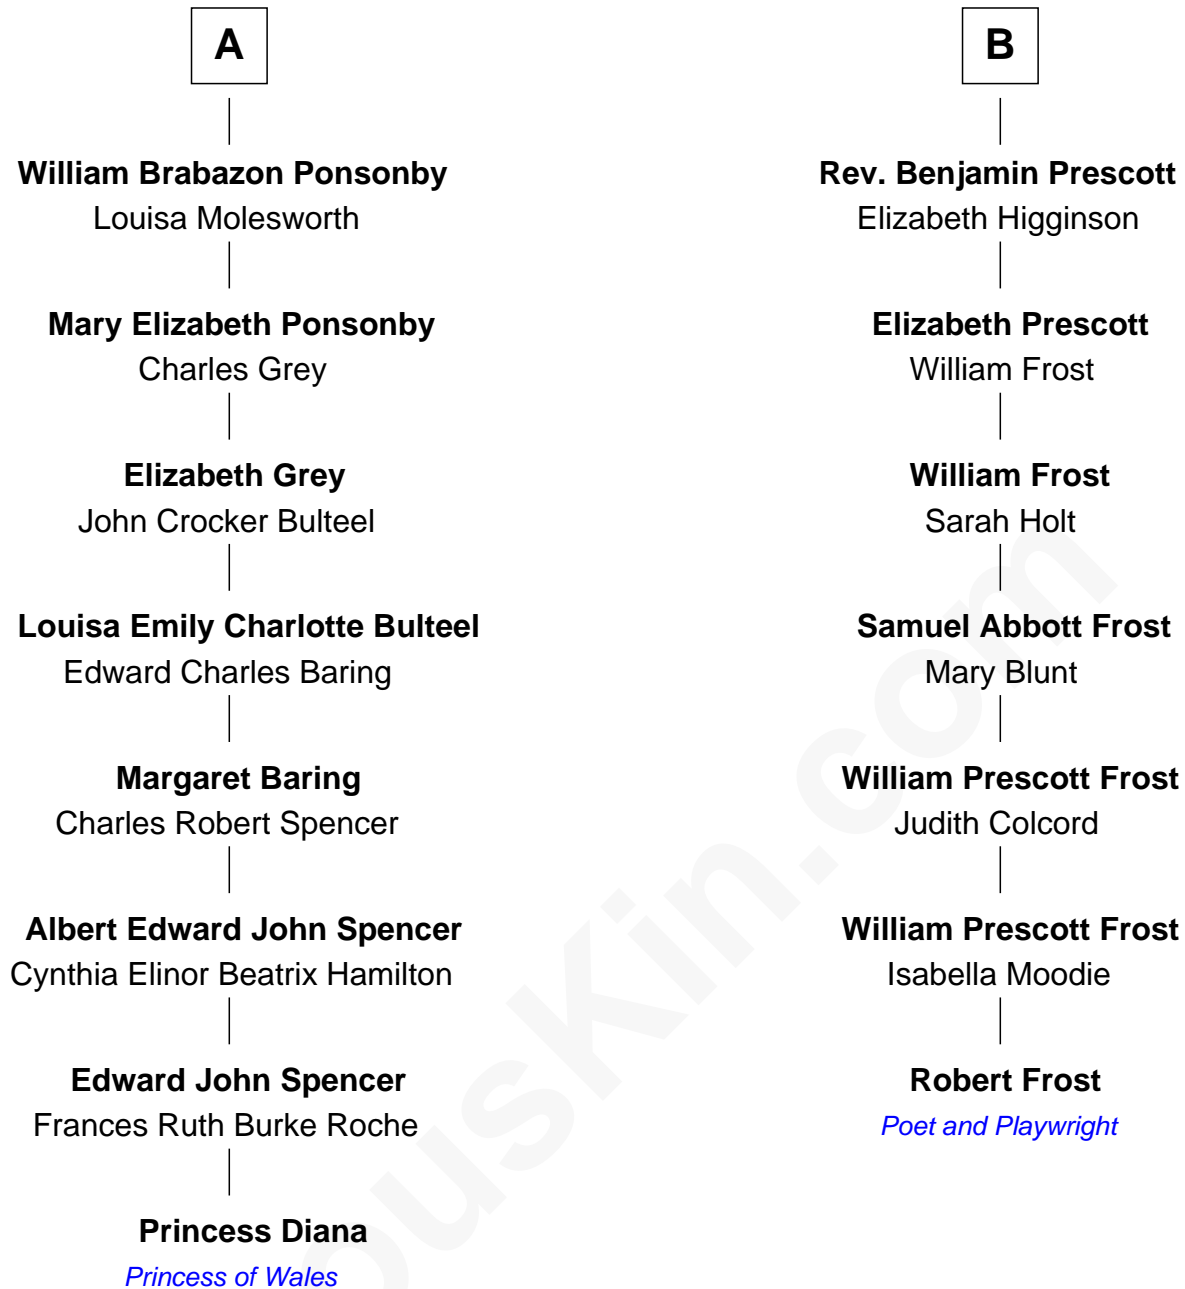 A
William Brabazon Ponsonby
Louisa Molesworth
Mary Elizabeth Ponsonby
Charles Grey
Elizabeth Grey
John Crocker Bulteel
Louisa Emily Charlotte Bulteel
Edward Charles Baring
Margaret Baring
Charles Robert Spencer
Albert Edward John Spencer
Cynthia Elinor Beatrix Hamilton
Edward John Spencer
Frances Ruth Burke Roche
Princess Diana
Princess of Wales
B
Rev. Benjamin Prescott
Elizabeth Higginson
Elizabeth Prescott
William Frost
William Frost
Sarah Holt
Samuel Abbott Frost
Mary Blunt
William Prescott Frost
Judith Colcord
William Prescott Frost
Isabella Moodie
Robert Frost
Poet and Playwright
ousKin.com